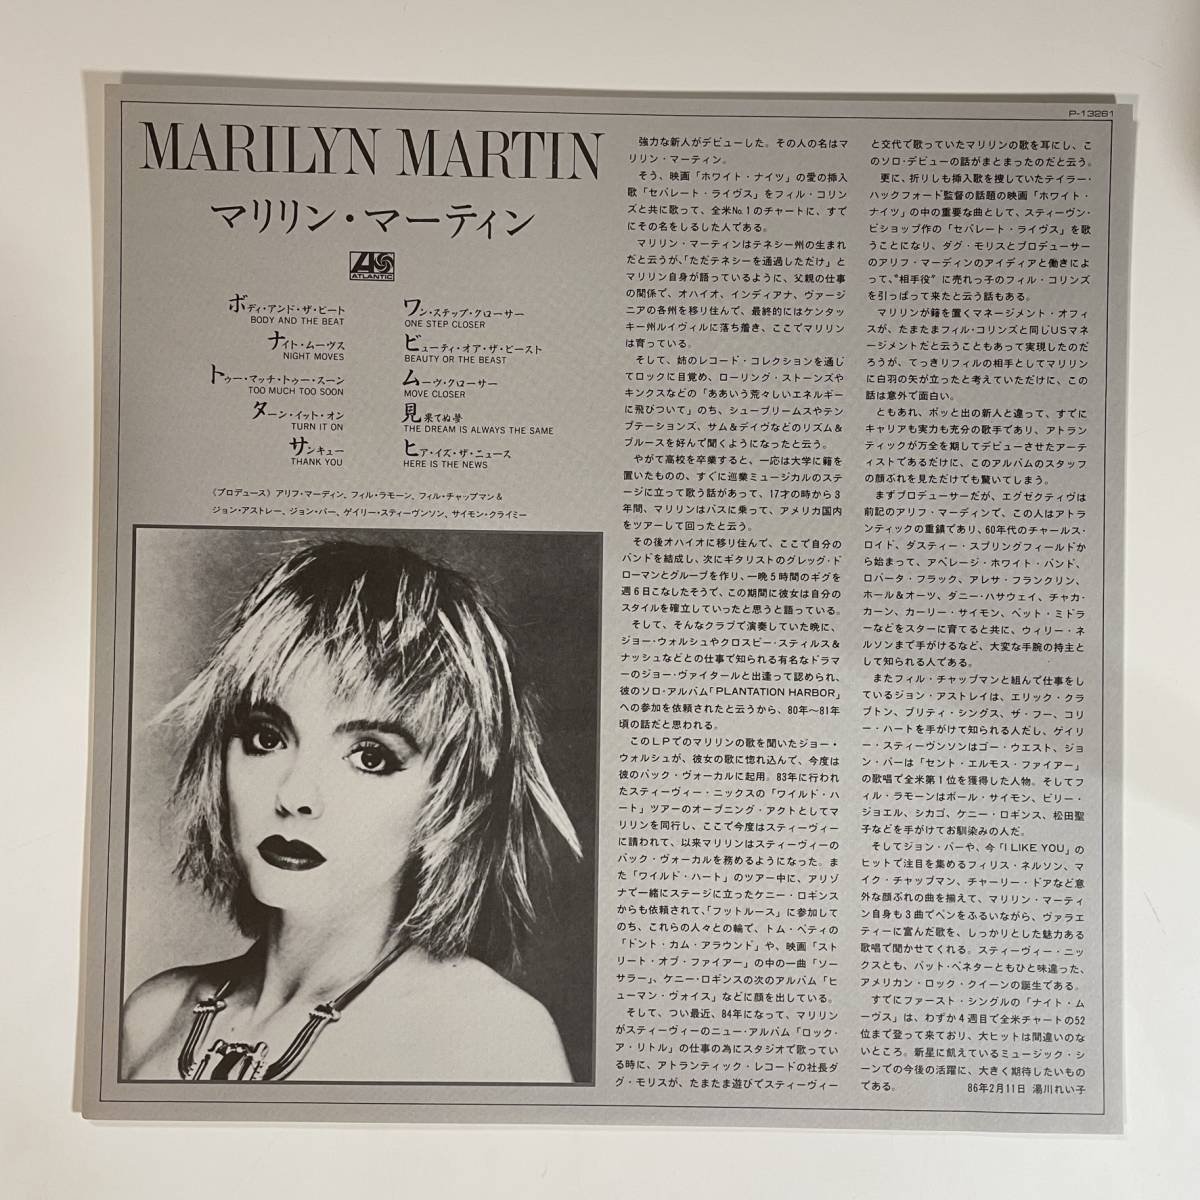 P-13261
MARILYN MARTIN
マリリン・マーティン
ATLANTIC
ボディ・アンド・ザ・ビート
BODY AND THE BEAT
ナイト・ムーヴス
NIGHT MOVES
トゥー・マッチ・トゥー・スーン
TOO MUCH TOO SOON
ターン・イット・オン
TURN IT ON
サンキュー
THANK YOU
ワン・ステップ・クローサー
ONE STEP CLOSER
ビューティ・オア・ザ・ビースト
BEAUTY OR THE BEAST
ムーヴ・クローサー
MOVE CLOSER
見果てぬ夢
THE DREAM IS ALWAYS THE SAME
ヒア・イズ・ザ・ニュース
HERE IS THE NEWS
《プロデュース》アリフ・マーディン、フィル・ラモーン、フィル・チャップマン＆
ジョン・アストレー、ジョン・パー、ゲイリー・スティーヴンソン、サイモン・クライミー
強力な新人がデビューした。その人の名はマ
リリン・マーティン。
そう、映画「ホワイト・ナイツ」の愛の挿入
歌「セパレート・ライヴス」をフィル・コリン
ズと共に歌って、全米No.1のチャートに、すで
にその名をしるした人である。
マリリン・マーティンはテネシー州の生まれ
だと云うが、「ただテネシーを通過しただけ」と
マリリン自身が語っているように、父親の仕事
の関係で、オハイオ、インディアナ、ヴァージ
ニアの各州を移り住んで、最終的にはケンタッ
キー州ルイヴィルに落ち着き、ここでマリリン
は育っている。
そして、姉のレコード・コレクションを通じ
てロックに目覚め、ローリング・ストーンズや
キンクスなどの「ああいう荒々しいエネルギー
に飛びついて」のち、シュープリームスやテン
プテーションズ、サム＆デイヴなどのリズム＆
ブルースを好んで聞くようになったと云う。
やがて高校を卒業すると、一応は大学に籍を
置いたものの、すぐに巡業ミュージカルのステ
ージに立って歌う話があって、17才の時から3
年間、マリリンはバスに乗って、アメリカ国内
をツアーして回ったと云う。
その後オハイオに移り住んで、ここで自分の
バンドを結成し、次にギタリストのグレッグ・ド
ローマンとグループを作り、一晩5時間のギグを
週6日こなしたそうで、この期間に彼女は自分の
スタイルを確立していったと思うと語っている。
そして、そんなクラブで演奏していた晩に、
ジョー・ウォルシュやクロスビー・スティルス＆
ナッシュなどとの仕事で知られる有名なドラマ
ーのジョー・ヴァイタールと出逢って認められ、
彼のソロ・アルバム「PLANTATION HARBOR」
への参加を依頼されたと云うから、80年〜81年
頃の話だと思われる。
このLPでのマリリンの歌を聞いたジョー・
ウォルシュが、彼女の歌に惚れ込んで、今度は
彼のバック・ヴォーカルに起用。83年に行われ
たスティーヴィー・ニックスの「ワイルド・ハ
ート」ツアーのオープニング・アクトとしてマ
リリンを同行し、ここで今度はスティーヴィー
に請われて、以来マリリンはスティーヴィーの
バック・ヴォーカルを務めるようになった。ま
た「ワイルド・ハート」のツアー中に、アリゾ
ナで一緒にステージに立ったケニー・ロギンス
からも依頼されて、「フットルース」に参加して
のち、これらの人々との輪で、トム・ペティの
「ドント・カム・アラウンド」や、映画「スト
リート・オブ・ファイアー」の中の一曲「ソー
サラー」、ケニー・ロギンスの次のアルバム「ヒ
ューマン・ヴォイス」などに顔を出している。
そして、つい最近、84年になって、マリリン
がスティーヴィーのニュー・アルバム「ロック・
ア・リトル」の仕事の為にスタジオで歌ってい
る時に、アトランティック・レコードの社長ダ
グ・モリスが、たまたま遊びでスティーヴィー
と交代で歌っていたマリリンの歌を耳にし、こ
のソロ・デビューの話がまとまったのだと云う。
更に、折りしも挿入歌を捜していたテイラー・
ハックフォード監督の話題の映画「ホワイト・
ナイツ」の中の重要な曲として、スティーヴン・
ビショップ作の「セパレート・ライヴス」を歌
うことになり、ダグ・モリスとプロデューサー
のアリフ・マーディンのアイディアと働きによ
って、"相手役"に売れっ子のフィル・コリンズ
を引っぱって来たと云う話もある。
マリリンが籍を置くマネージメント・オフィ
スが、たまたまフィル・コリンズと同じUSマネ
ージメントだと云うこともあって実現したのだ
ろうが、てっきりフィルの相手としてマリリン
に白羽の矢が立ったと考えていただけに、この
話は意外で面白い。
ともあれ、ポッと出の新人と違って、すでに
キャリアも実力も充分の歌手であり、アトラン
ティックが万全を期してデビューさせたアーテ
ィストであるだけに、このアルバムのスタッフ
の顔ぶれを見ただけでも驚いてしまう。
まずプロデューサーだが、エグゼクティヴは
前記のアリフ・マーディンで、この人はアトラ
ンティックの重鎮であり、60年代のチャールス・
ロイド、ダスティー・スプリングフィールドか
ら始まって、アベレージ・ホワイト・バンド、
ロバータ・フラック、アレサ・フランクリン、
ホール&オーツ、ダニー・ハサウェイ、チャカ・
カーン、カーリー・サイモン、ベット・ミドラ
ーなどをスターに育てると共に、ウィリー・ネ
ルソンまで手がけるなど、大変な手腕の持主と
して知られる人である。
またフィル・チャップマンと組んで仕事をし
ているジョン・アストレイは、エリック・クラ
プトン、プリティ・シングス、ザ・フー、コリ
ー・ハートを手がけて知られる人だし、ゲイリ
ー・スティーヴンソンはゴー・ウエスト、ジョ
ン・パーは「セント・エルモス・ファイアー」
の歌唱で全米第1位を獲得した人物。そしてフ
ィル・ラモーンはポール・サイモン、ビリー・
ジョエル、シカゴ、ケニー・ロギンス、松田聖
子などを手がけてお馴染みの人だ。
そしてジョン・パーや、今「I LIKE YOU」の
ヒットで注目を集めるフィリス・ネルソン、マ
イク・チャップマン、チャーリー・ドアなど意
外な顔ぶれの曲を揃えて、マリリン・マーティ
ン自身も3曲でペンをふるいながら、ヴァラエ
ティーに富んだ歌を、しっかりとした魅力ある
歌唱で聞かせてくれる。スティーヴィー・ニッ
クスとも、パット・ベネターともひと味違った、
アメリカン・ロック・クイーンの誕生である。
すでにファースト・シングルの「ナイト・ム
ーヴス」は、わずか4週目で全米チャートの52
位まで登って来ており、大ヒットは間違いのな
いところ。新星に飢えているミュージック・シ
ーンでの今後の活躍に、大きく期待したいもの
である。
86年2月11日 湯川れい子